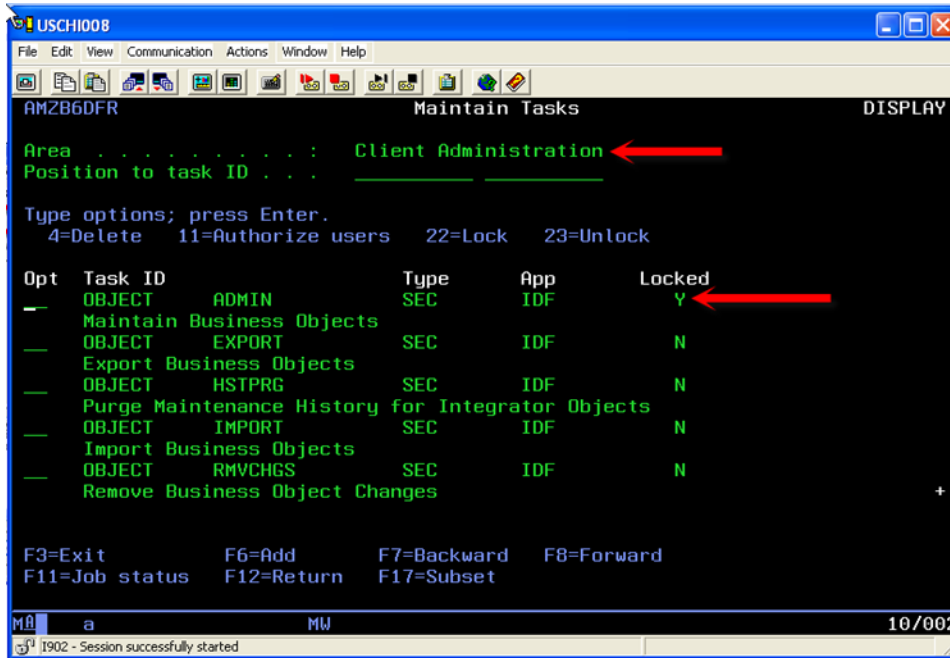 USCHI008
File Edit View Communication Actions Window Help
AMZB6DFR Maintain Tasks DISPLAY
Area . . . . . . . . . : Client Administration
Position to task ID . . .
Type options; press Enter.
4=Delete 11=Authorize users 22=Lock 23=Unlock
Opt Task ID Type App Locked
OBJECT ADMIN SEC IDF Y
Maintain Business Objects
OBJECT EXPORT SEC IDF N
Export Business Objects
OBJECT HSTPRG SEC IDF N
Purge Maintenance History for Integrator Objects
OBJECT IMPORT SEC IDF N
Import Business Objects
OBJECT RMVCHGS SEC IDF N
Remove Business Object Changes +
F3=Exit F6=Add F7=Backward F8=Forward
F11=Job status F12=Return F17=Subset
MA a MW 10/002
I902 - Session successfully started